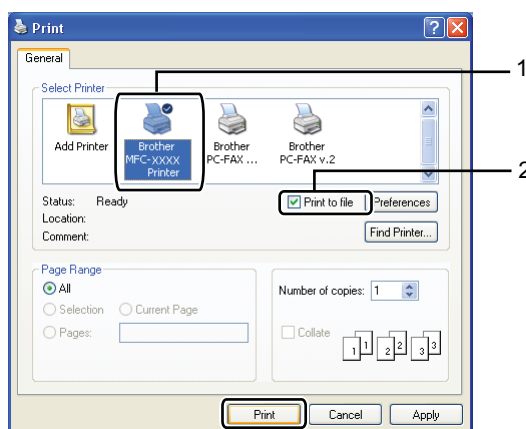 Print
General
1
Select Printer
Add Printer
Brother
MFC-XXXX
Printer
Brother
PC-FAX ...
Brother
PC-FAX v.2
2
Status: Ready
Print to file
Preferences
Location:
Comment:
Find Printer...
Page Range
All
Selection
Current Page
Pages:
Number of copies: 1
Collate
1 1 2 2 3 3
Print
Cancel
Apply